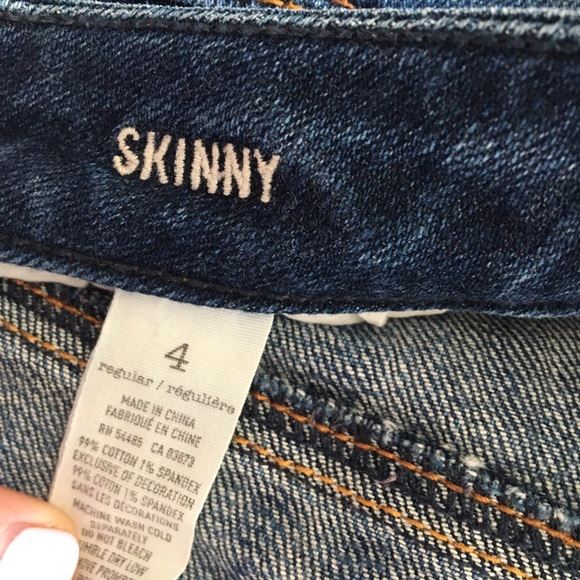 SKINNY
4
regular / régulière
MADE IN CHINA
FABRIQUÉ EN CHINE
RN 54485 CA 03873
99% COTTON 1% SPANDEX
EXCLUSIVE OF DECORATION
99% COTON 1% SPANDEX
SANS LES DÉCORATIONS
MACHINE WASH COLD
SEPARATELY
DO NOT BLEACH
UMBLE DRY LOW